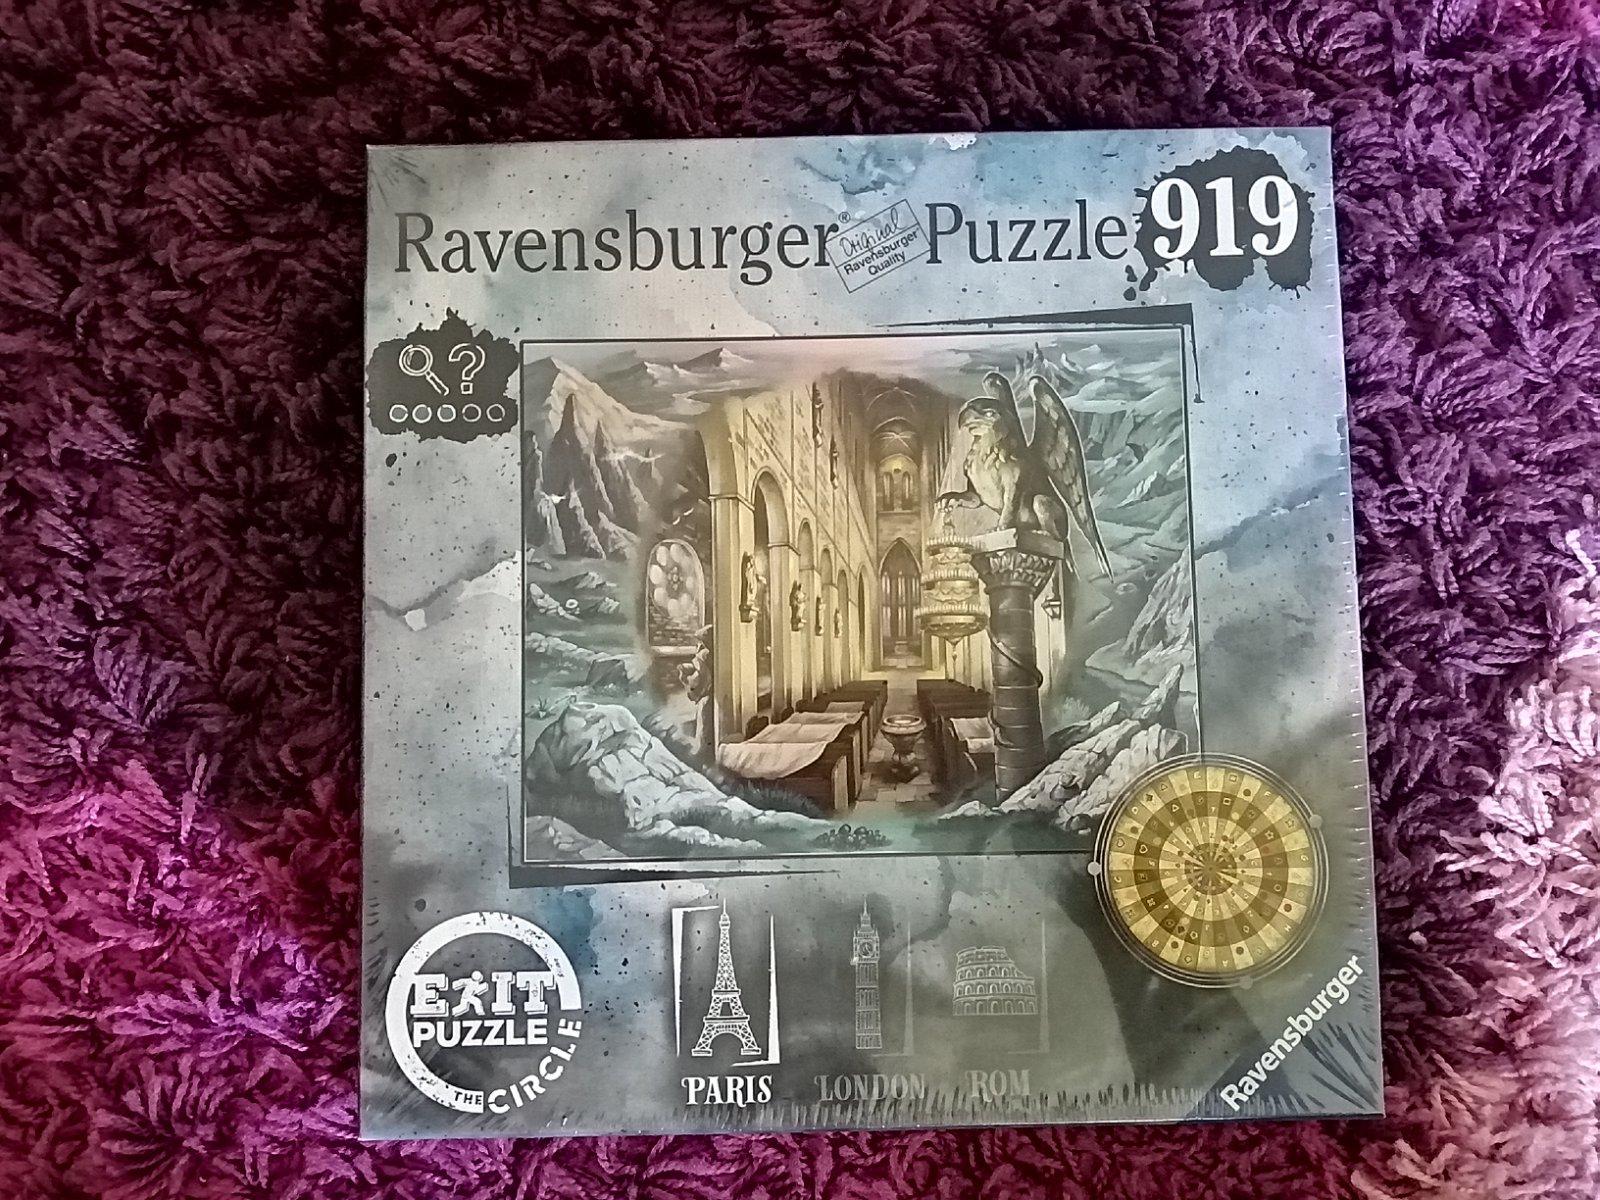 Ravensburger® Puzzle 919
Original
Ravensburger®
Quality
?
EXIT
PUZZLE
THE CIRCLE
PARIS
LONDON
ROM
Ravensburger